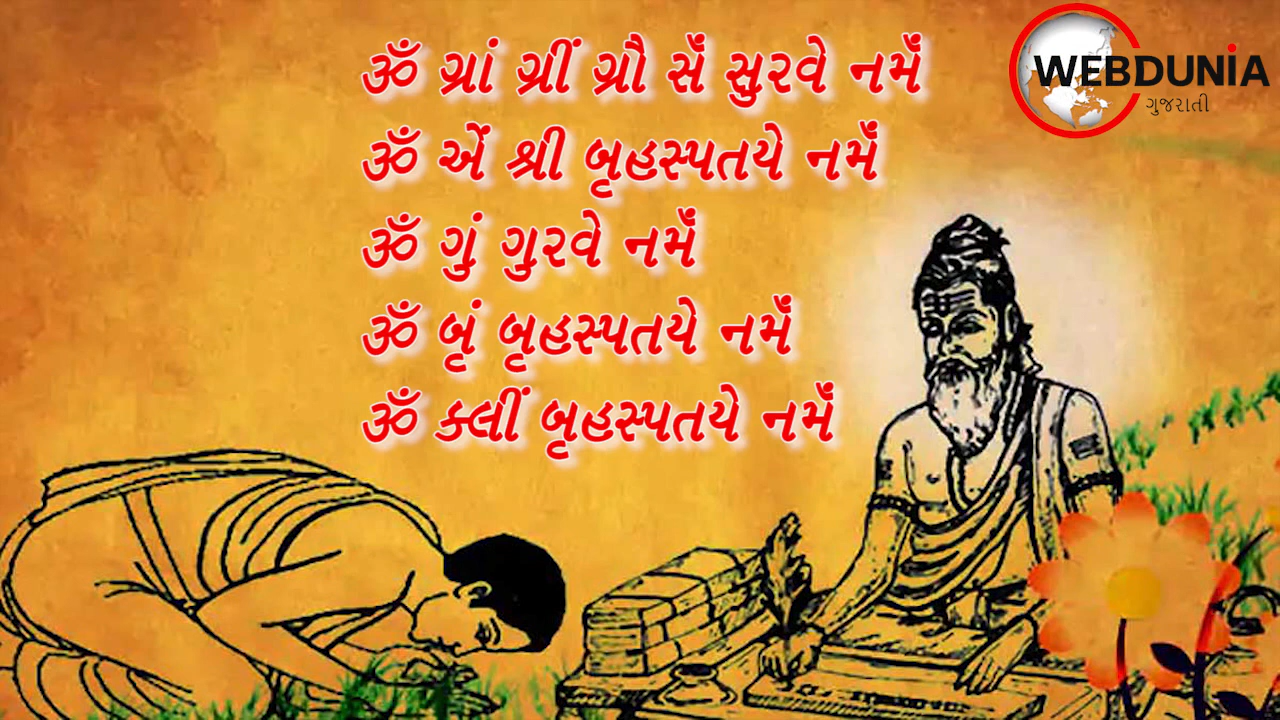 ૐ ગ્રાં ગ્રીં ગ્રૌ સઁ સુરવે નમઁ
ૐ એં શ્રી બૃહસ્પતયે નમઁ
ૐ ગું ગુરવે નમઁ
ૐ બૃં બૃહસ્પતયે નમઁ
ૐ ક્લીં બૃહસ્પતયે નમઁ
WEBDUNIA
ગુજરાતી